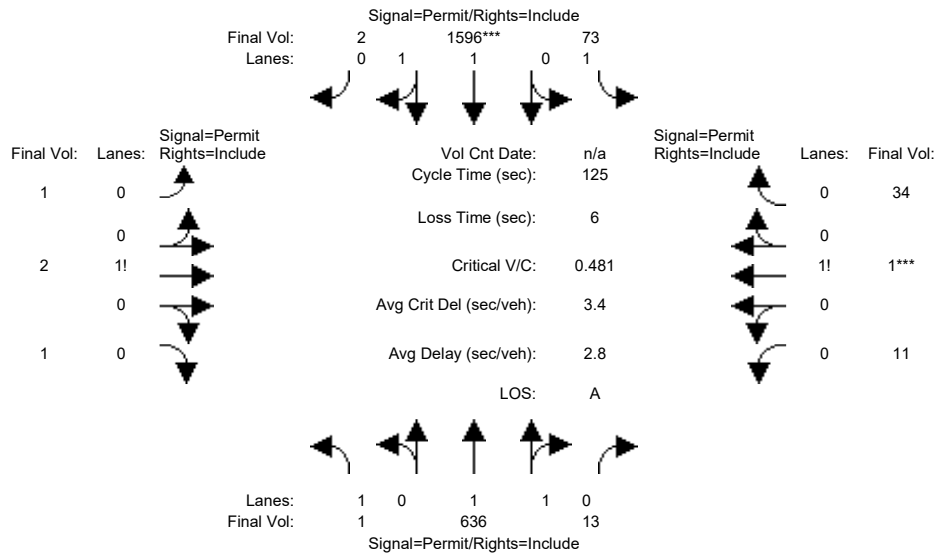 Signal=Permit/Rights=Include
Final Vol: 2 1596*** 73
Lanes: 0 1 1 0 1
Signal=Permit Signal=Permit
Final Vol: Lanes: Rights=Include Vol Cnt Date: n/a Rights=Include Lanes: Final Vol:
Cycle Time (sec): 125
1 0 0 34
Loss Time (sec): 6
0 0
2 1! Critical V/C: 0.481 1! 1***
0 Avg Crit Del (sec/veh): 3.4 0
1 0 Avg Delay (sec/veh): 2.8 0 11
LOS: A
Lanes: 1 0 1 1 0
Final Vol: 1 636 13
Signal=Permit/Rights=Include